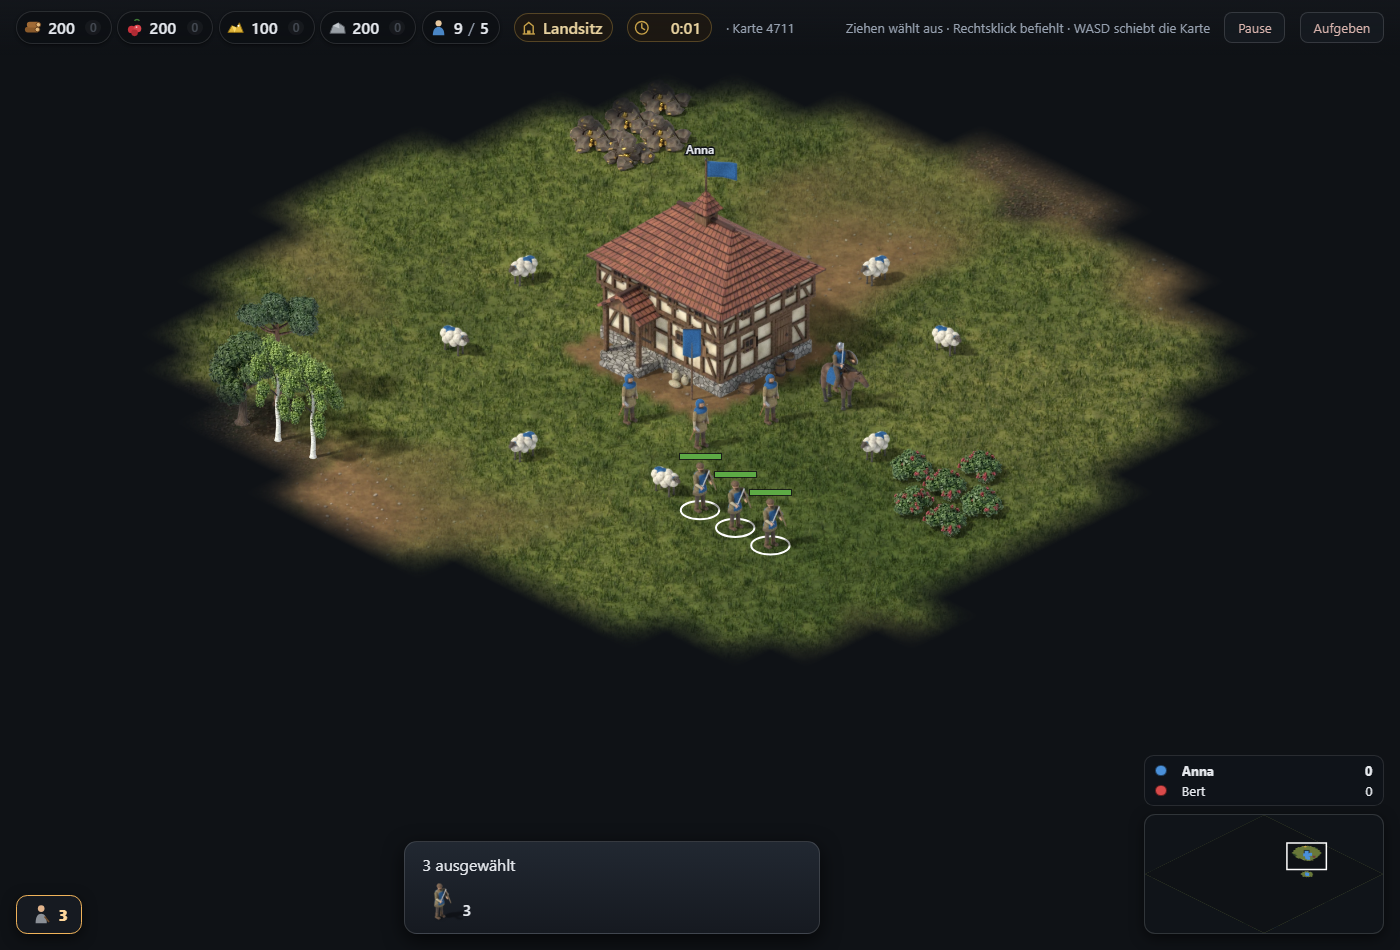 200 0 200 0 100 0 200 0 9 / 5 Landsitz 0:01 · Karte 4711 Ziehen wählt aus · Rechtsklick befiehlt · WASD schiebt die Karte Pause Aufgeben
Anna
Anna 0
Bert 0
3 ausgewählt
3
3